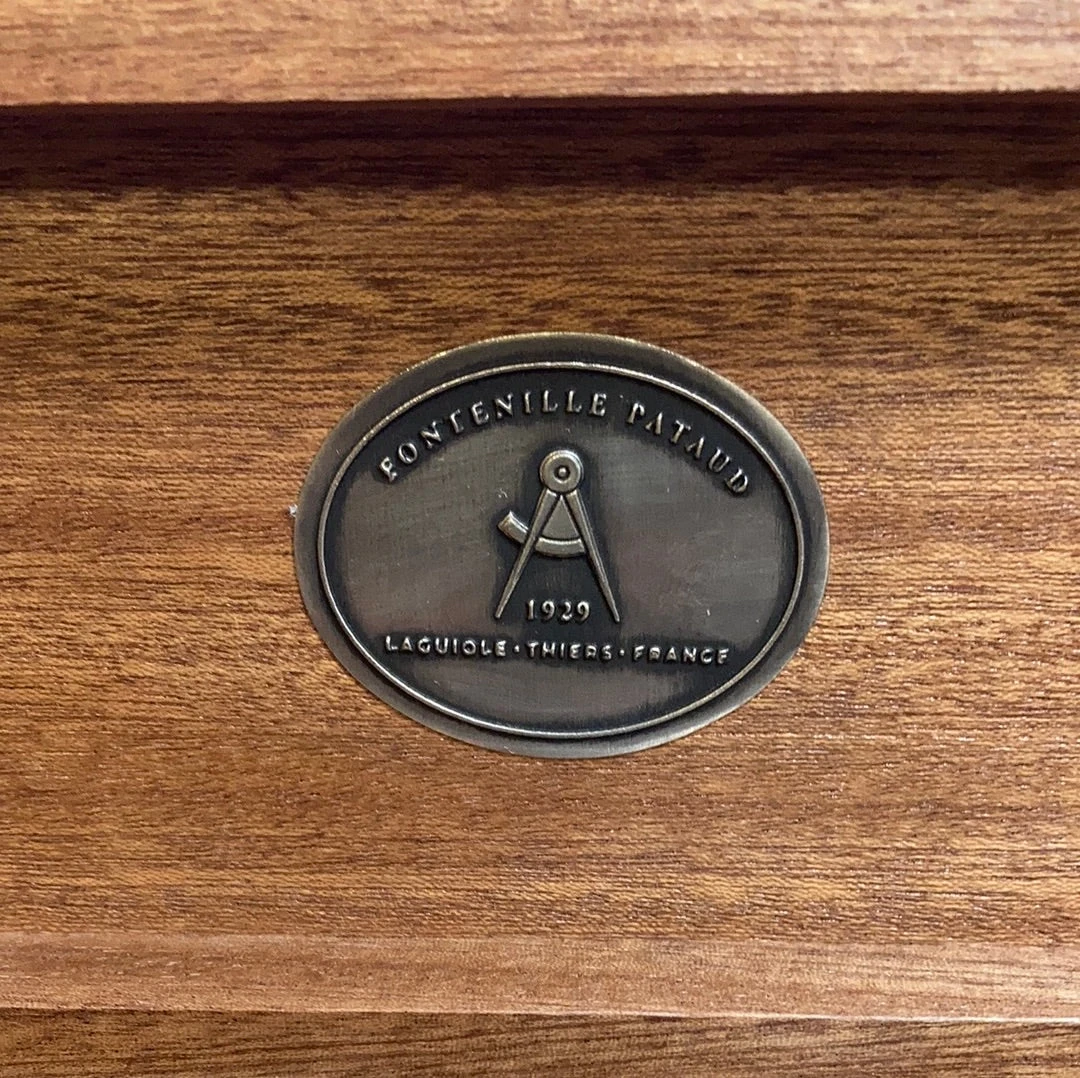 FONTENILLE PATAUD
1929
LAGUIOLE · THIERS · FRANCE